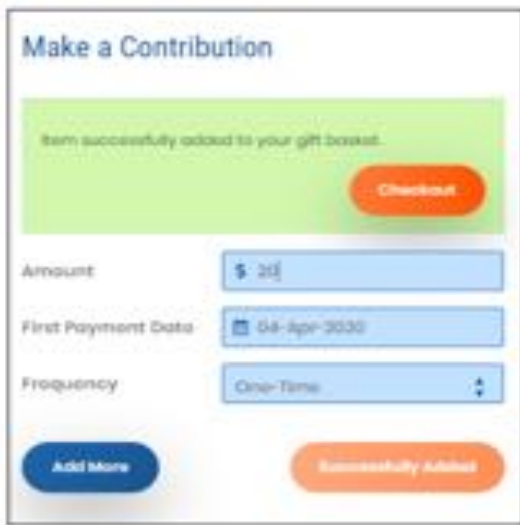 Make a Contribution
Item successfully added to your gift basket.
Checkout
Amount
$ 20
First Payment Date
04-Apr-2020
Frequency
One-Time
Add More
Successfully Added